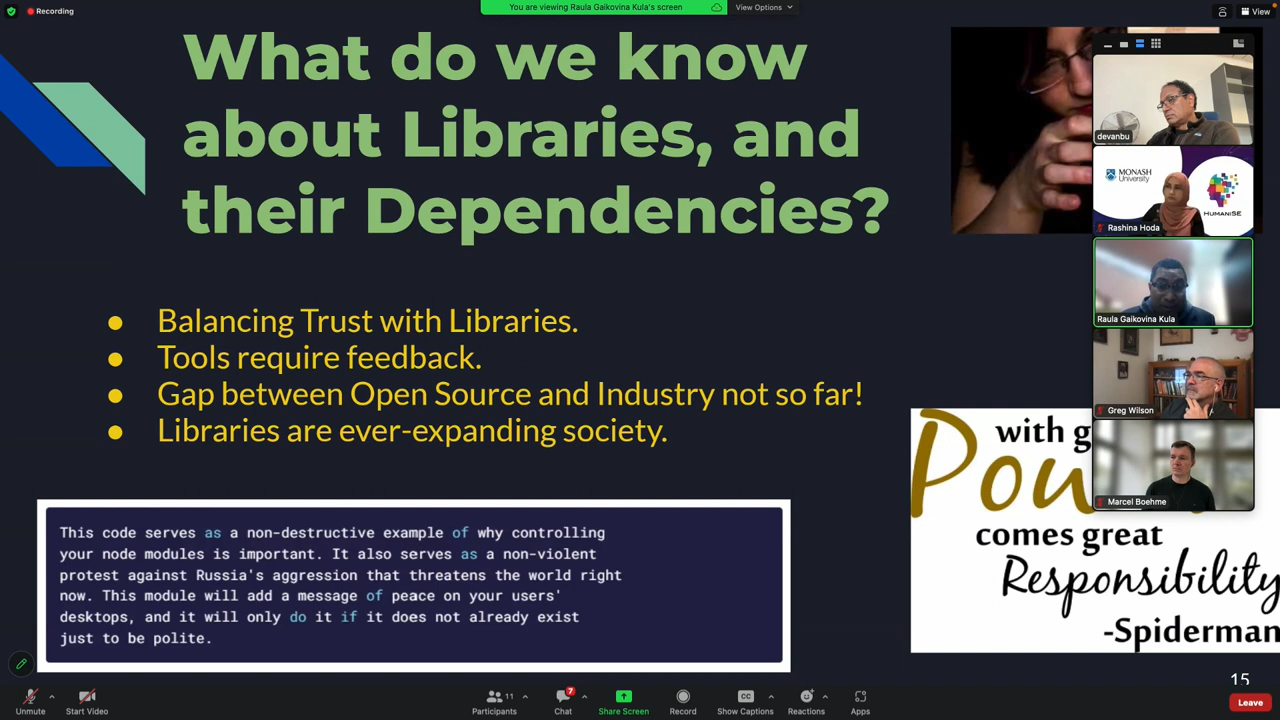 Recording
You are viewing Raula Gaikovina Kula's screen
View Options
View
What do we know
about Libraries, and
their Dependencies?
devanbu
MONASH
University
HUMANISE
Rashina Hoda
Raula Gaikovina Kula
Greg Wilson
Marcel Boehme
● Balancing Trust with Libraries.
● Tools require feedback.
● Gap between Open Source and Industry not so far!
● Libraries are ever-expanding society.
with g
Pow
comes great
Responsibility
-Spiderman
This code serves as a non-destructive example of why controlling
your node modules is important. It also serves as a non-violent
protest against Russia's aggression that threatens the world right
now. This module will add a message of peace on your users'
desktops, and it will only do it if it does not already exist
just to be polite.
15
Unmute
Start Video
Participants
11
Chat
7
Share Screen
Record
CC
Show Captions
Reactions
Apps
Leave